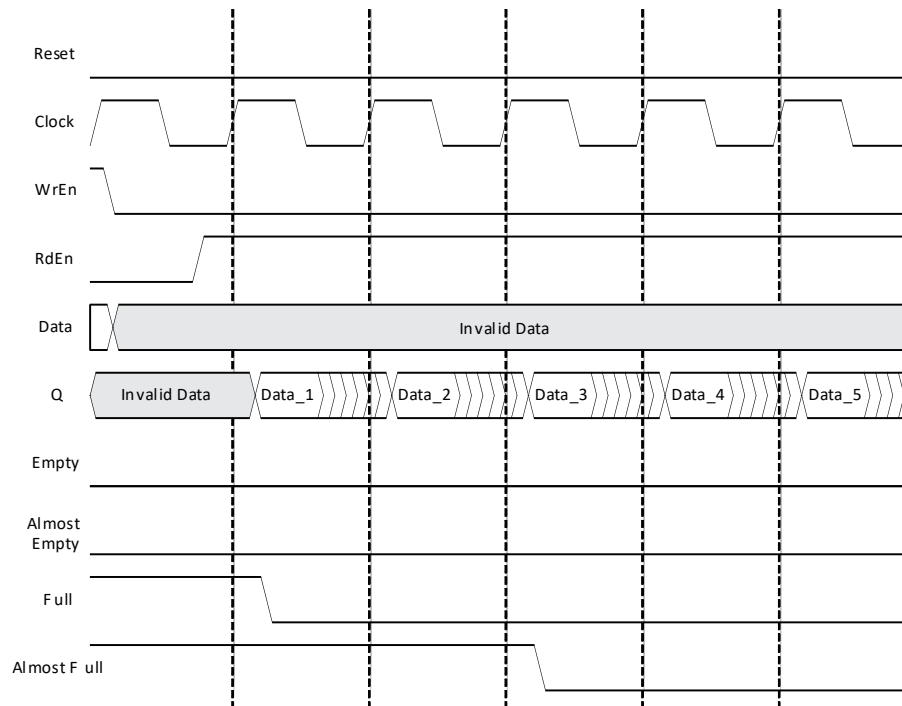 Reset
Clock
WrEn
RdEn
Data
Invalid Data
Q
Invalid Data
Data_1
Data_2
Data_3
Data_4
Data_5
Empty
Almost
Empty
Full
Almost Full